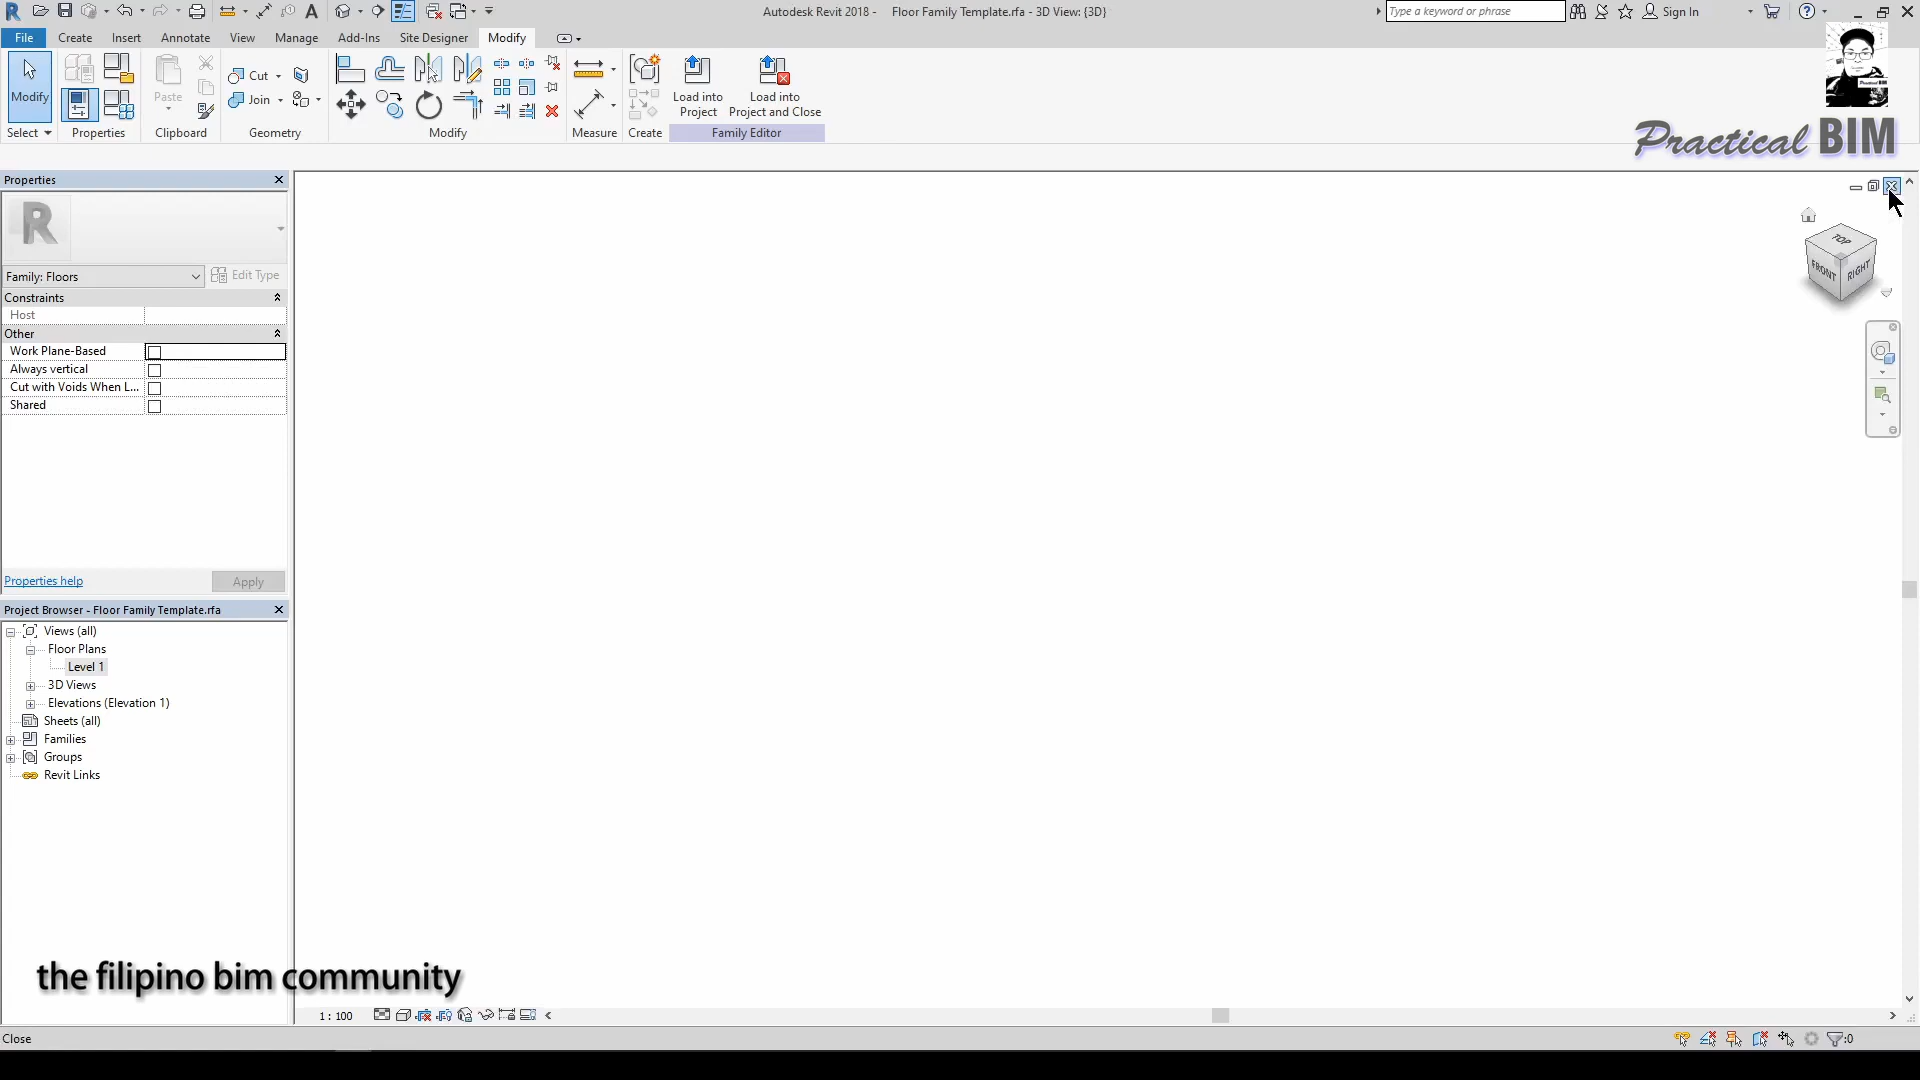 Autodesk Revit 2018 - Floor Family Template.rfa - 3D View: {3D}
Type a keyword or phrase
Sign In
File Create Insert Annotate View Manage Add-Ins Site Designer Modify
Modify
Paste
Cut
Join
Load into Project
Load into Project and Close
Select Properties Clipboard Geometry Modify Measure Create Family Editor
Practical BIM
Properties
Family: Floors
Edit Type
Constraints
Host
Other
Work Plane-Based
Always vertical
Cut with Voids When L...
Shared
Properties help
Apply
Project Browser - Floor Family Template.rfa
Views (all)
Floor Plans
Level 1
3D Views
Elevations (Elevation 1)
Sheets (all)
Families
Groups
Revit Links
TOP
FRONT
RIGHT
the filipino bim community
1 : 100
Close
:0